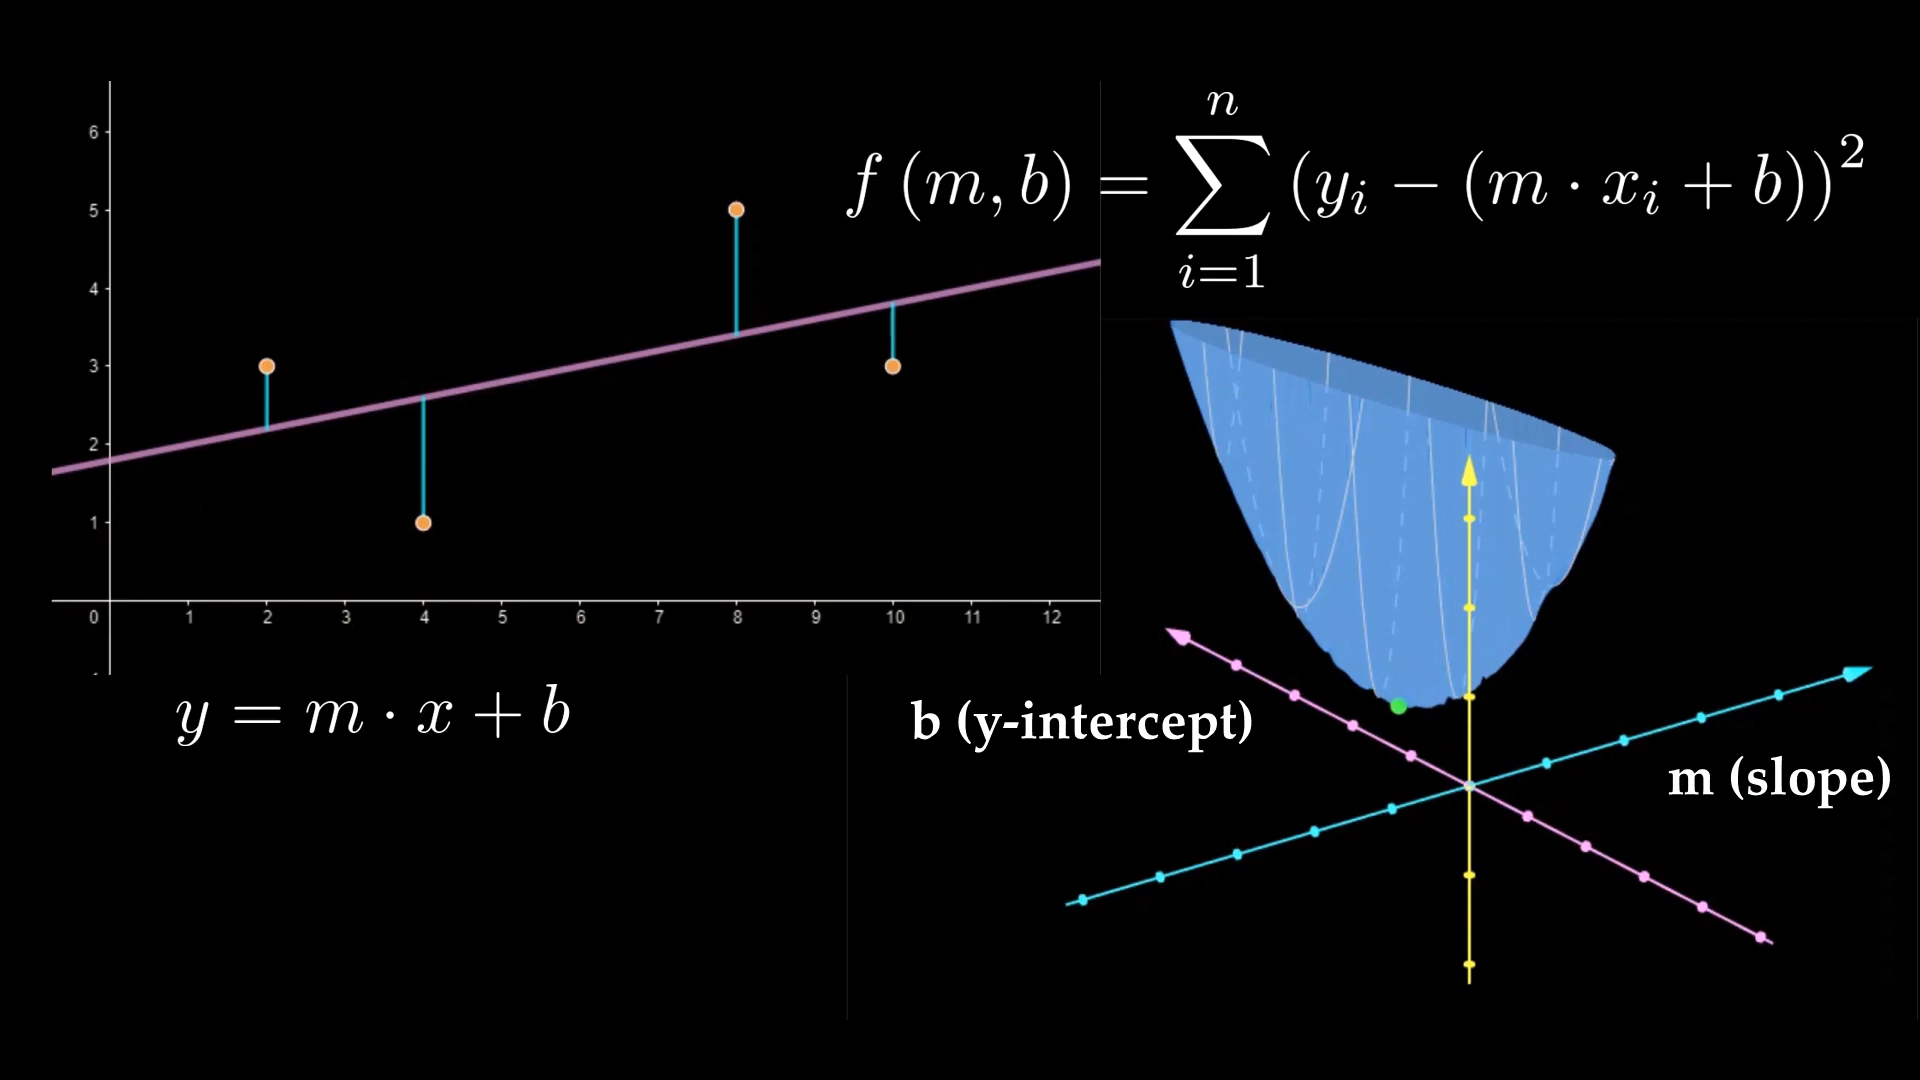 f (m, b) = \sum_{i=1}^{n} (y_i − (m · x_i + b))^2
6
5
4
3
2
1
0 1 2 3 4 5 6 7 8 9 10 11 12
y = m · x + b
b (y-intercept)
m (slope)